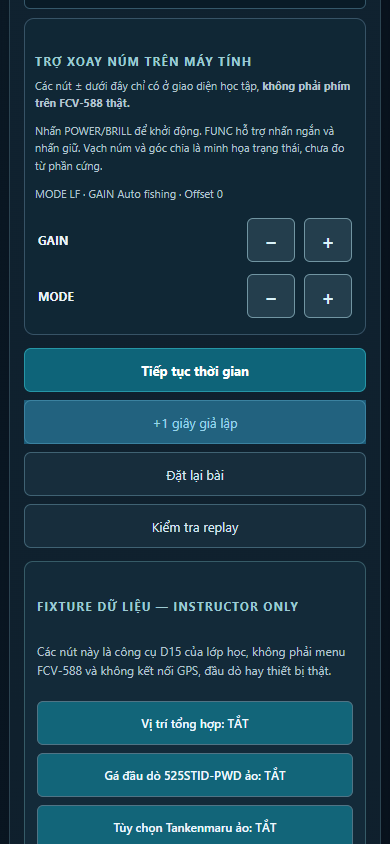 TRỢ XOAY NÚM TRÊN MÁY TÍNH
Các nút ± dưới đây chỉ có ở giao diện học tập, không phải phím
trên FCV-588 thật.
Nhấn POWER/BRILL để khởi động. FUNC hỗ trợ nhấn ngắn và
nhấn giữ. Vạch núm và góc chia là minh họa trạng thái, chưa đo
từ phần cứng.
MODE LF · GAIN Auto fishing · Offset 0
GAIN
−
+
MODE
−
+
Tiếp tục thời gian
+1 giây giả lập
Đặt lại bài
Kiểm tra replay
FIXTURE DỮ LIỆU — INSTRUCTOR ONLY
Các nút này là công cụ D15 của lớp học, không phải menu
FCV-588 và không kết nối GPS, đầu dò hay thiết bị thật.
Vị trí tổng hợp: TẮT
Gá đầu dò 525STID-PWD ảo: TẮT
Tùy chọn Tankenmaru ảo: TẮT